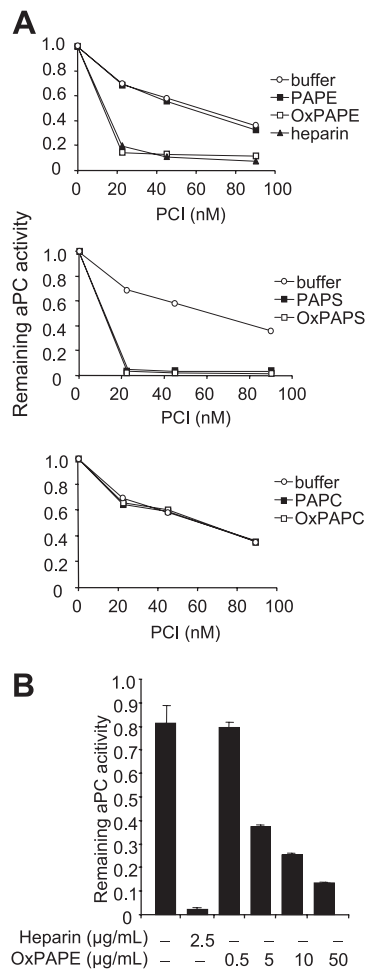 A
1.0
0.8
0.6
0.4
0.2
0
0 20 40 60 80 100
PCI (nM)
buffer
PAPE
OxPAPE
heparin
Remaining aPC activity
1.0
0.8
0.6
0.4
0.2
0
0 20 40 60 80 100
PCI (nM)
buffer
PAPS
OxPAPS
1.0
0.8
0.6
0.4
0.2
0
0 20 40 60 80 100
PCI (nM)
buffer
PAPC
OxPAPC
B
Remaining aPC acitivity
1.0
0.9
0.8
0.7
0.6
0.5
0.4
0.3
0.2
0.1
0
Heparin (µg/mL) – 2.5 – – – –
OxPAPE (µg/mL) – – 0.5 5 10 50